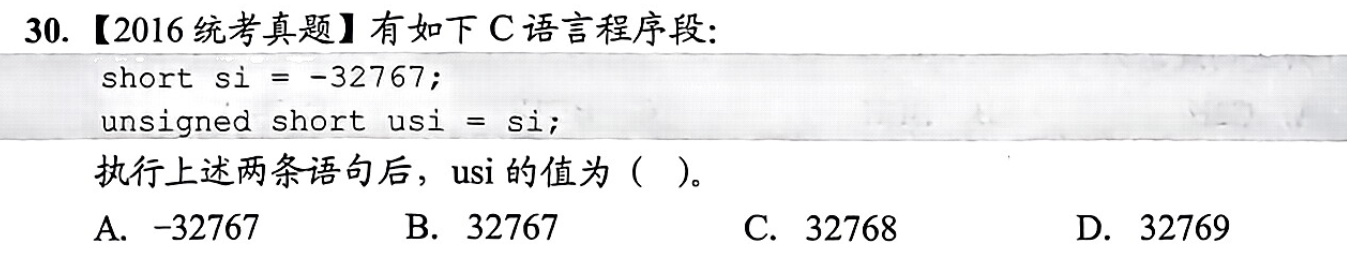 30.【2016 统考真题】有如下 C 语言程序段:
short si = -32767;
unsigned short usi = si;
执行上述两条语句后，usi 的值为（ ）。
A. -32767 B. 32767 C. 32768 D. 32769